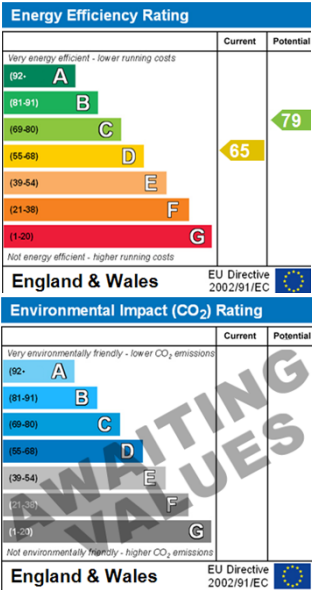 Energy Efficiency Rating
Current Potential
Very energy efficient - lower running costs
(92- A
(81-91) B
(69-80) C
(55-68) D
(39-54) E
(21-38) F
(1-20) G
79
65
Not energy efficient - higher running costs
England & Wales
EU Directive
2002/91/EC
Environmental Impact (CO2) Rating
Current Potential
Very environmentally friendly - lower CO2 emissions
(92- A
(81-91) B
(69-80) C
(55-68) D
(39-54) E
(21-38) F
(1-20) G
AWAITING
VALUES
Not environmentally friendly - higher CO2 emissions
England & Wales
EU Directive
2002/91/EC